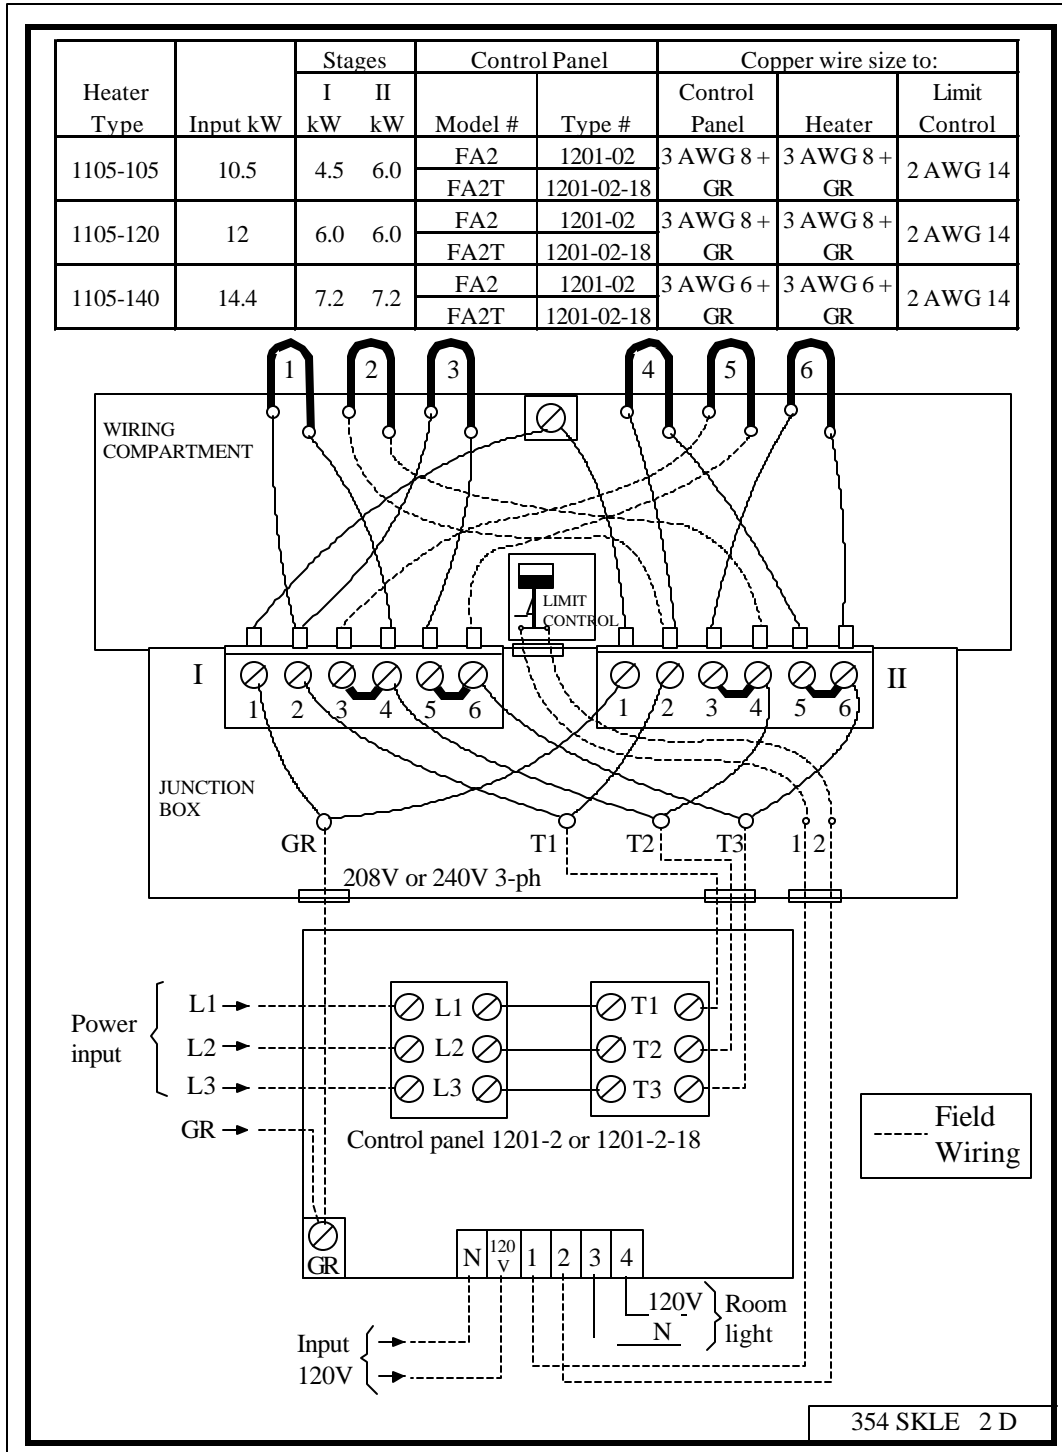 Stages Control Panel Copper wire size to:
Heater I II Control Limit
Type Input kW kW kW Model # Type # Panel Heater Control
1105-105 10.5 4.5 6.0 FA2 1201-02 3 AWG 8 + 3 AWG 8 + 2 AWG 14
FA2T 1201-02-18 GR GR
1105-120 12 6.0 6.0 FA2 1201-02 3 AWG 8 + 3 AWG 8 + 2 AWG 14
FA2T 1201-02-18 GR GR
1105-140 14.4 7.2 7.2 FA2 1201-02 3 AWG 6 + 3 AWG 6 + 2 AWG 14
FA2T 1201-02-18 GR GR
1 2 3 4 5 6
WIRING
COMPARTMENT
LIMIT
CONTROL
I II
1 2 3 4 5 6 1 2 3 4 5 6
JUNCTION
BOX
GR T1 T2 T3 1 2
208V or 240V 3-ph
Power
input
L1 L1 T1
L2 L2 T2
L3 L3 T3
GR
Control panel 1201-2 or 1201-2-18
Field
Wiring
GR
N 120 V 1 2 3 4
120V Room
N light
Input
120V
354 SKLE 2 D